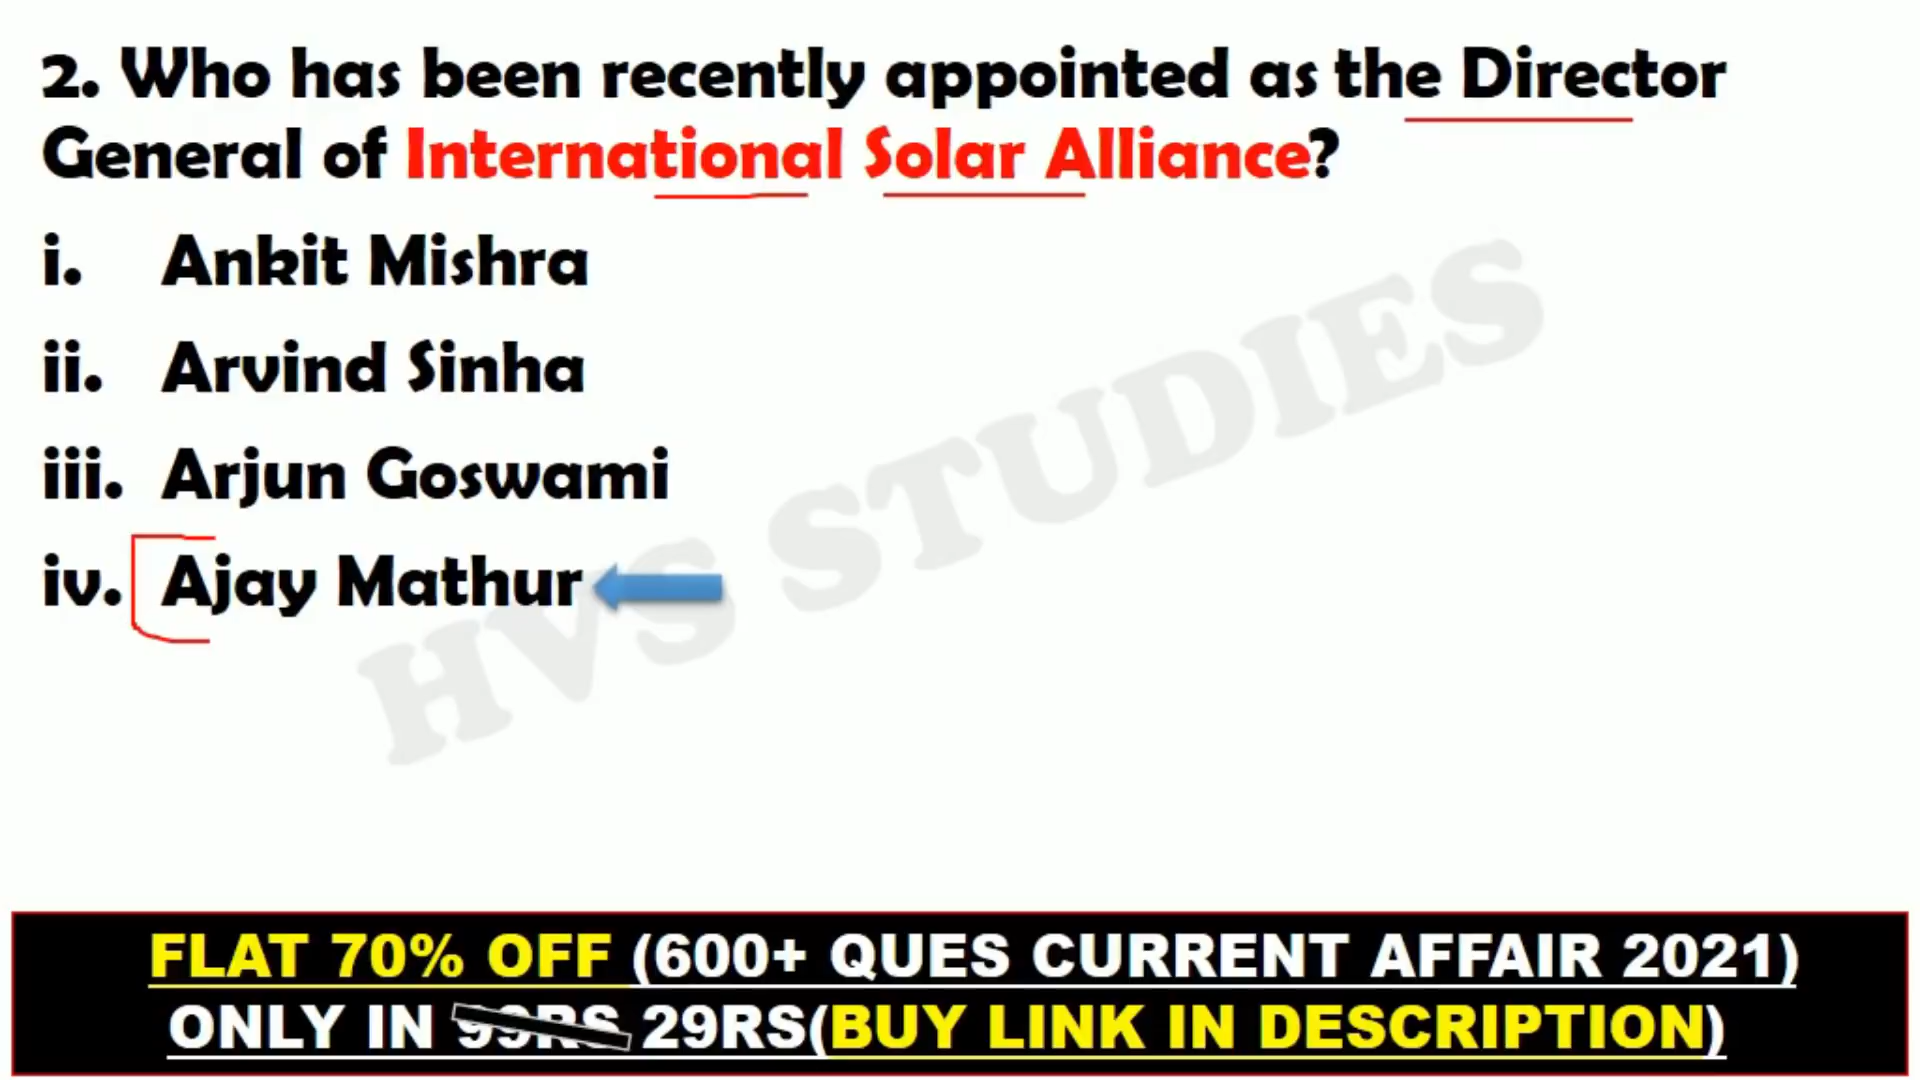 2. Who has been recently appointed as the Director
General of International Solar Alliance?
i. Ankit Mishra
ii. Arvind Sinha
iii. Arjun Goswami
iv. Ajay Mathur
HVS STUDIES
FLAT 70% OFF (600+ QUES CURRENT AFFAIR 2021)
ONLY IN 99RS 29RS(BUY LINK IN DESCRIPTION)